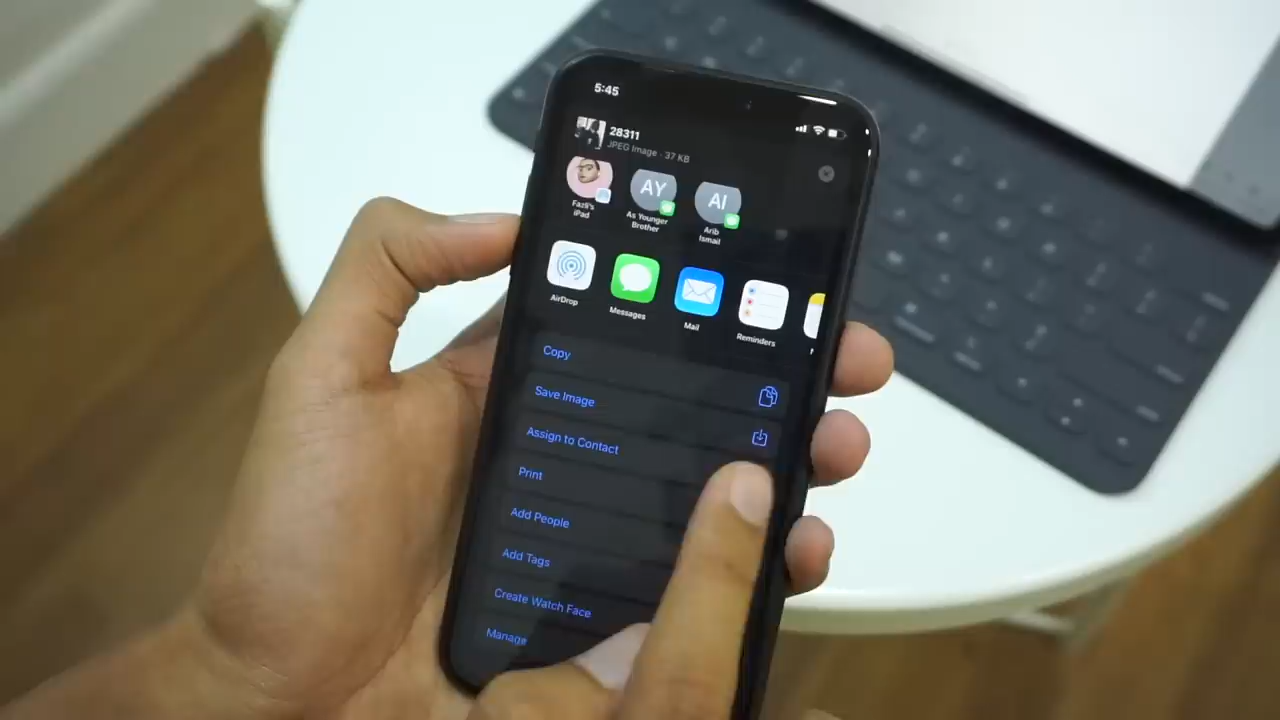 5:45
28311
JPEG Image · 37 KB
Fazli's
iPad
AY
As Younger
Brother
AI
Arib
Ismail
AirDrop
Messages
Mail
Reminders
Copy
Save Image
Assign to Contact
Print
Add People
Add Tags
Create Watch Face
Manage